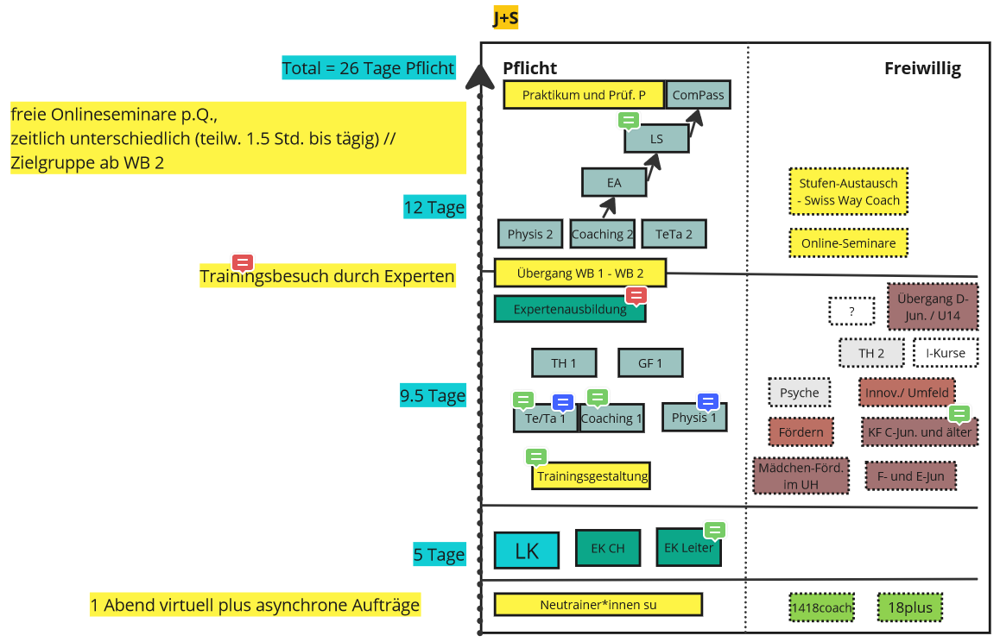 J+S
Total = 26 Tage Pflicht
Pflicht
Freiwillig
Praktikum und Prüf. P
ComPass
freie Onlineseminare p.Q.,
zeitlich unterschiedlich (teilw. 1.5 Std. bis tägig) //
Zielgruppe ab WB 2
LS
EA
Stufen-Austausch
- Swiss Way Coach
12 Tage
Physis 2
Coaching 2
TeTa 2
Online-Seminare
Trainingsbesuch durch Experten
Übergang WB 1 - WB 2
Expertenausbildung
?
Übergang D-
Jun. / U14
TH 1
GF 1
TH 2
I-Kurse
9.5 Tage
Psyche
Innov./ Umfeld
Te/Ta 1
Coaching 1
Physis 1
Fördern
KF C-Jun. und älter
Trainingsgestaltung
Mädchen-Förd.
im UH
F- und E-Jun
5 Tage
LK
EK CH
EK Leiter
1 Abend virtuell plus asynchrone Aufträge
Neutrainer*innen su
1418coach
18plus